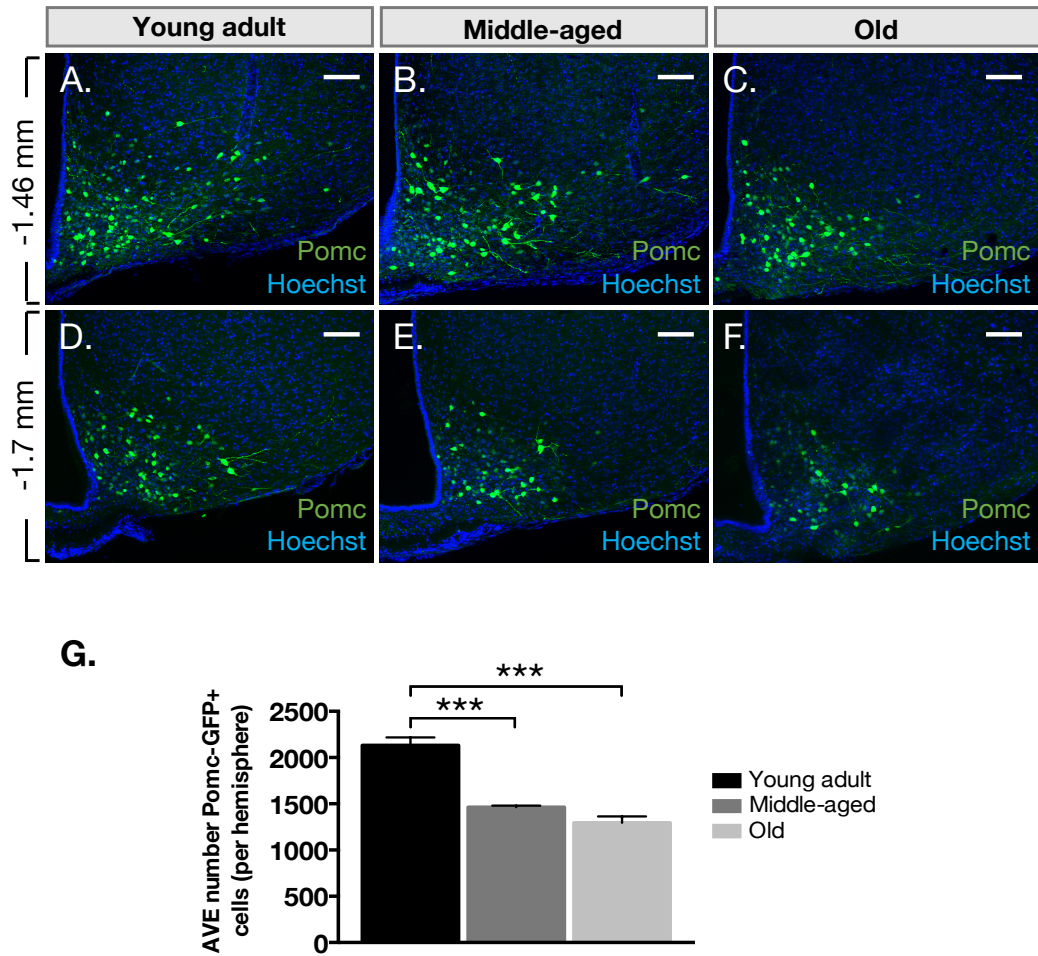 Young adult
Middle-aged
Old
-1.46 mm
A.
Pomc
Hoechst
B.
Pomc
Hoechst
C.
Pomc
Hoechst
-1.7 mm
D.
Pomc
Hoechst
E.
Pomc
Hoechst
F.
Pomc
Hoechst
G.
AVE number Pomc-GFP+
cells (per hemisphere)
2500
2000
1500
1000
500
0
***
***
Young adult
Middle-aged
Old